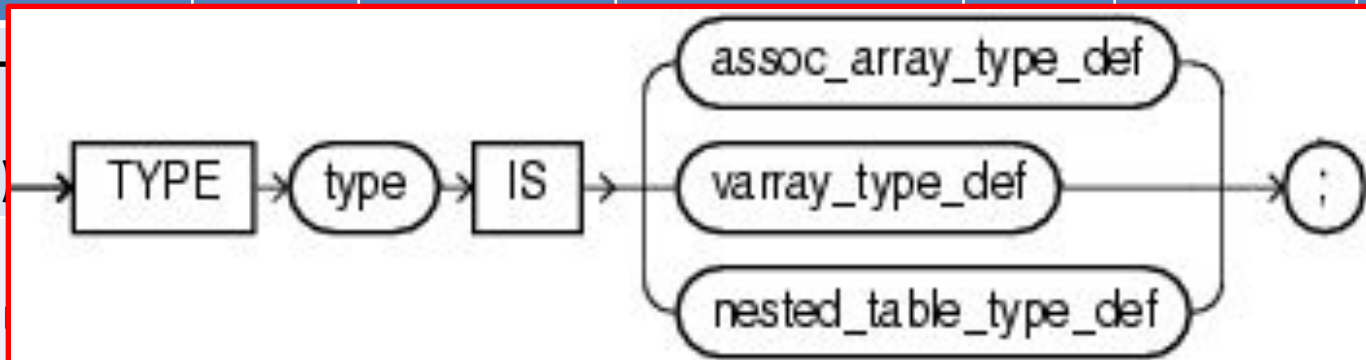 assoc_array_type_def
TYPE type IS varray_type_def ;
nested_table_type_def